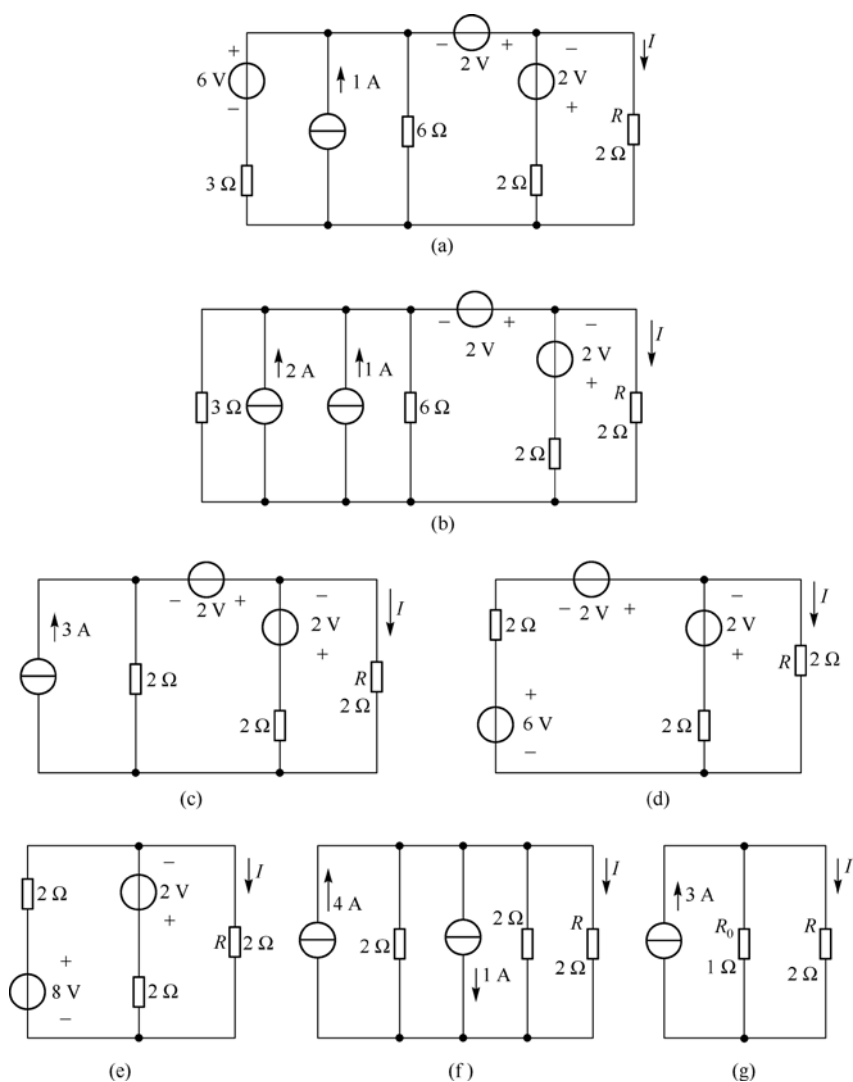 + − + − I
6 V 1 A 2 V 2 V
− +
6 Ω R
3 Ω 2 Ω 2 Ω
(a)
− + − I
2 A 1 A 2 V 2 V
+
3 Ω 6 Ω R
2 Ω 2 Ω
(b)
− 2 V + − I
3 A 2 V
+
2 Ω R
2 Ω 2 Ω
(c)
− 2 V + − I
2 Ω 2 V
+ R 2 Ω
+
6 V 2 Ω
−
(d)
− I
2 Ω 2 V
+
R 2 Ω
+
8 V 2 Ω
−
(e)
I
4 A
2 Ω R
2 Ω 1 A 2 Ω
(f)
I
3 A
R0 R
1 Ω 2 Ω
(g)